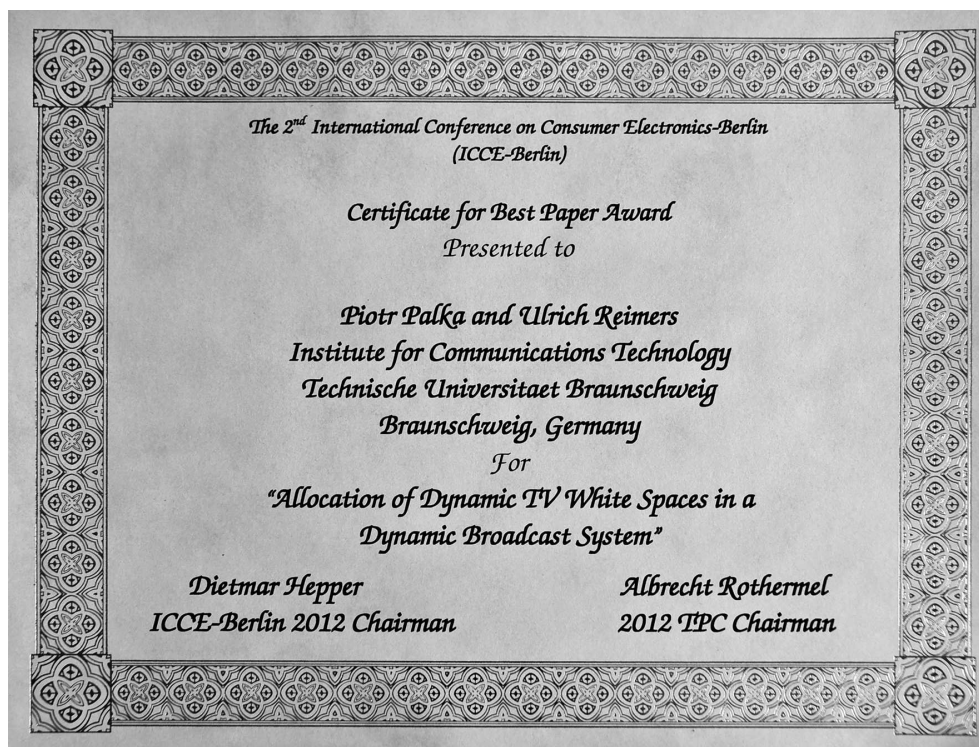 The 2nd International Conference on Consumer Electronics-Berlin
(ICCE-Berlin)
Certificate for Best Paper Award
Presented to
Piotr Palka and Ulrich Reimers
Institute for Communications Technology
Technische Universitaet Braunschweig
Braunschweig, Germany
For
“Allocation of Dynamic TV White Spaces in a
Dynamic Broadcast System”
Dietmar Hepper
ICCE-Berlin 2012 Chairman
Albrecht Rothermel
2012 TPC Chairman